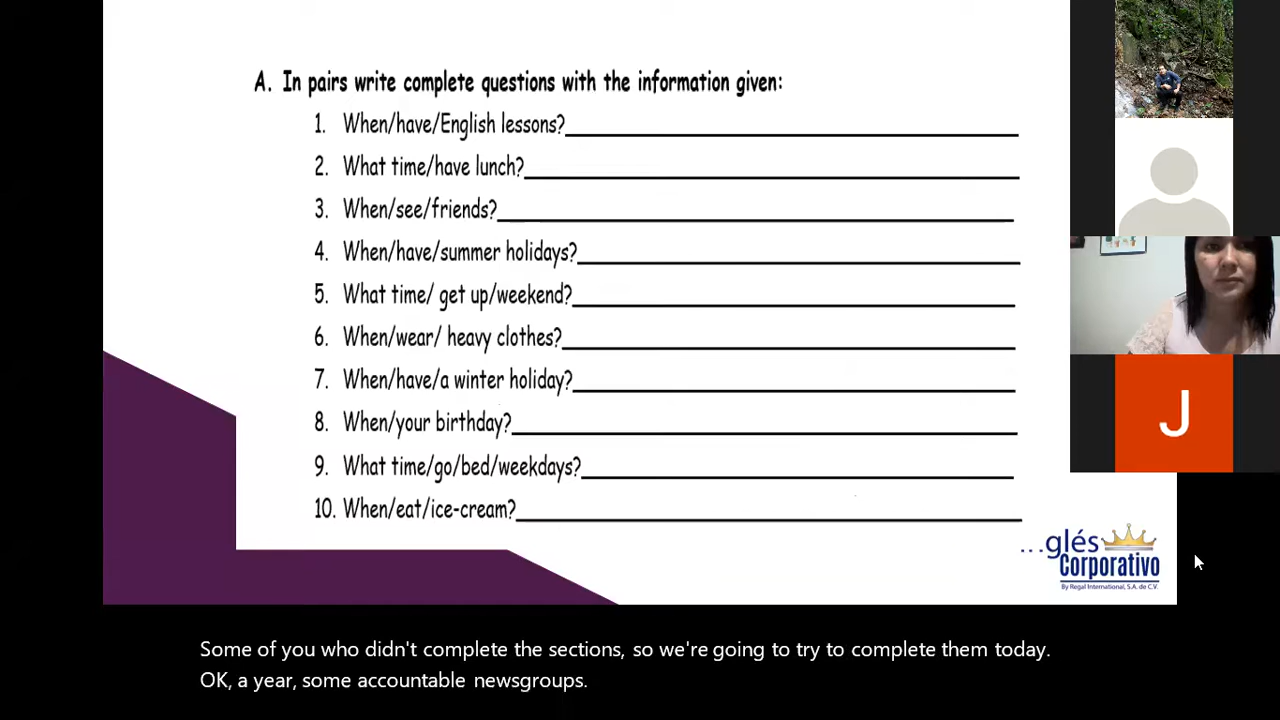 A. In pairs write complete questions with the information given:
1. When/have/English lessons?
2. What time/have lunch?
3. When/see/friends?
4. When/have/summer holidays?
5. What time/ get up/weekend?
6. When/wear/ heavy clothes?
7. When/have/a winter holiday?
8. When/your birthday?
9. What time/go/bed/weekdays?
10. When/eat/ice-cream?
J
...glés
Corporativo
By Regal International, S.A. de C.V.
Some of you who didn't complete the sections, so we're going to try to complete them today.
OK, a year, some accountable newsgroups.